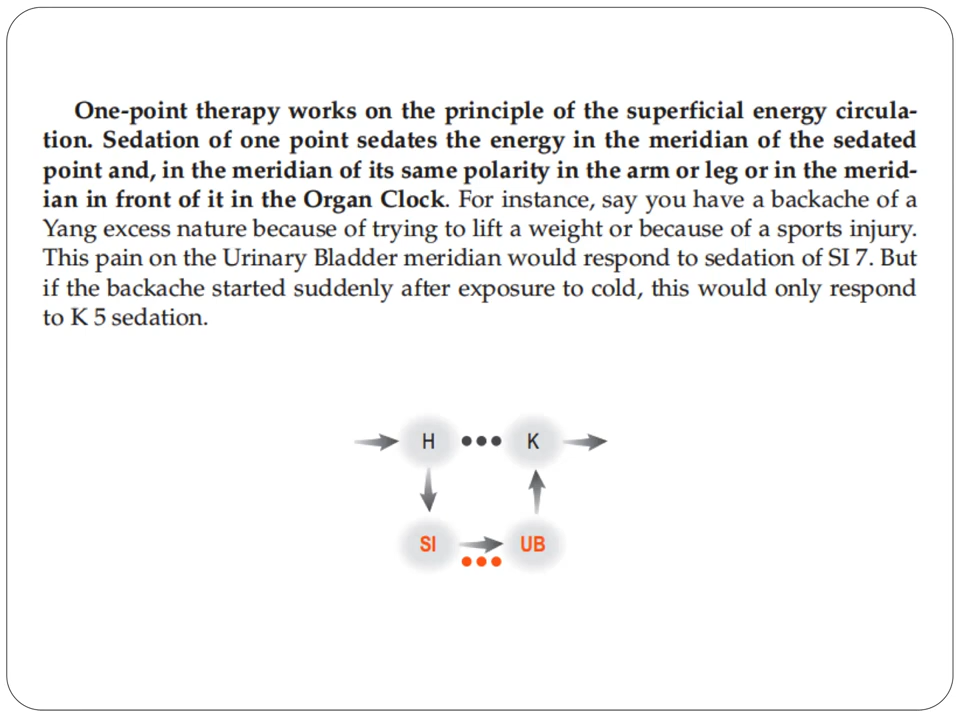 One-point therapy works on the principle of the superficial energy circula-
tion. Sedation of one point sedates the energy in the meridian of the sedated
point and, in the meridian of its same polarity in the arm or leg or in the merid-
ian in front of it in the Organ Clock. For instance, say you have a backache of a
Yang excess nature because of trying to lift a weight or because of a sports injury.
This pain on the Urinary Bladder meridian would respond to sedation of SI 7. But
if the backache started suddenly after exposure to cold, this would only respond
to K 5 sedation.
H ••• K
SI ••• UB